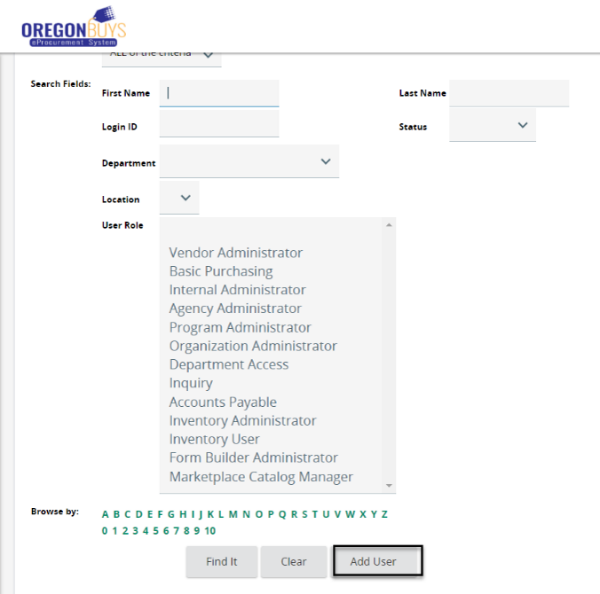 OREGONBUYS
eProcurement System
ALL of the criteria
Search Fields:
First Name
Last Name
Login ID
Status
Department
Location
User Role
Vendor Administrator
Basic Purchasing
Internal Administrator
Agency Administrator
Program Administrator
Organization Administrator
Department Access
Inquiry
Accounts Payable
Inventory Administrator
Inventory User
Form Builder Administrator
Marketplace Catalog Manager
Browse by:
A B C D E F G H I J K L M N O P Q R S T U V W X Y Z
0 1 2 3 4 5 6 7 8 9 10
Find It Clear Add User